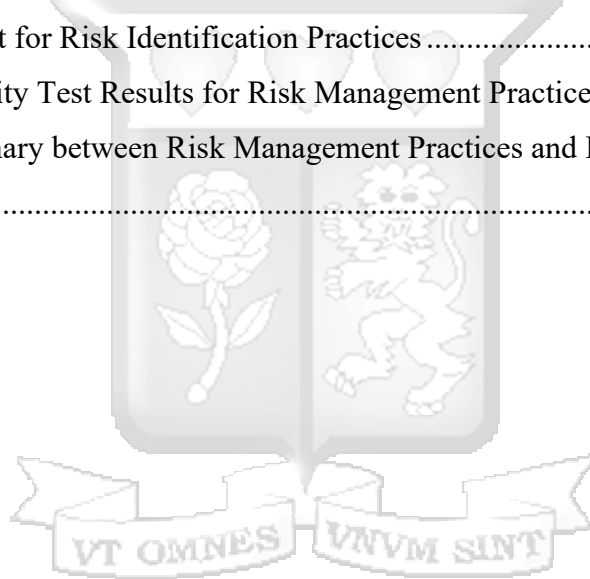 t for Risk Identification Practices ......................
ity Test Results for Risk Management Practice
ary between Risk Management Practices and
..........................................................................
VT OMNES VNVM SINT